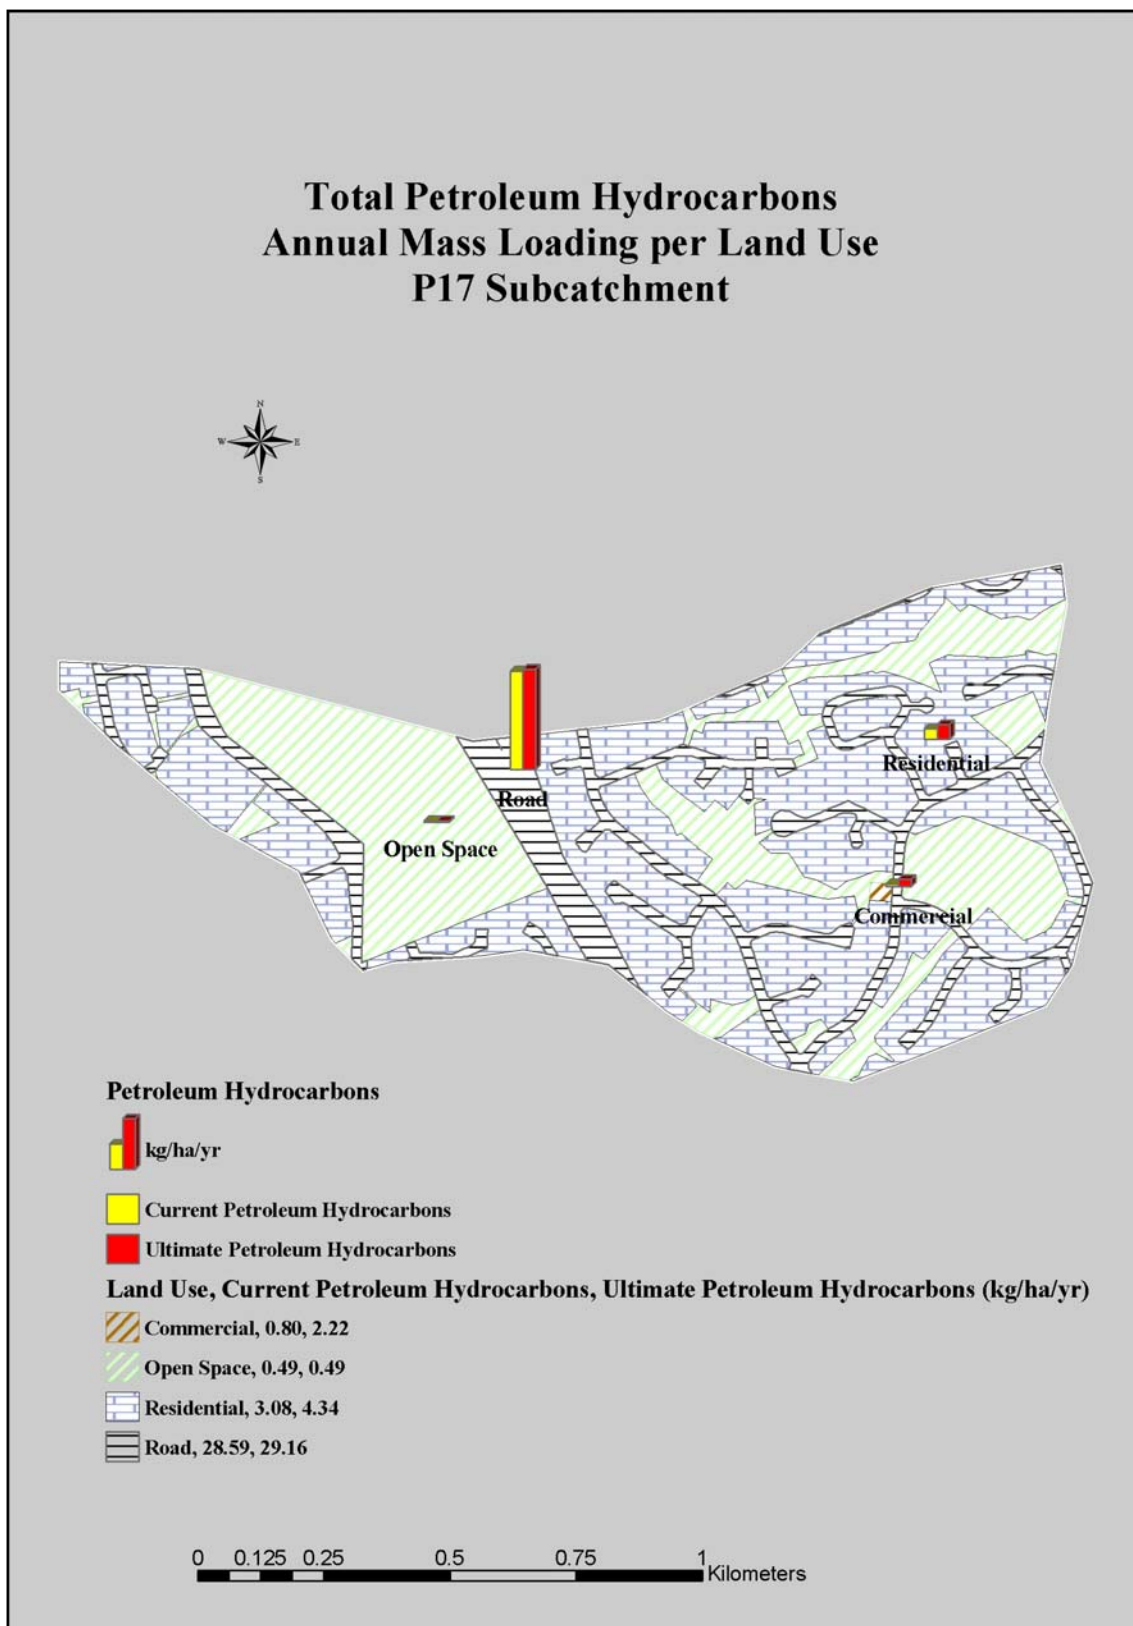 Total Petroleum Hydrocarbons
Annual Mass Loading per Land Use
P17 Subcatchment
N
W E
S
Residential
Road
Open Space
Commercial
Petroleum Hydrocarbons
kg/ha/yr
Current Petroleum Hydrocarbons
Ultimate Petroleum Hydrocarbons
Land Use, Current Petroleum Hydrocarbons, Ultimate Petroleum Hydrocarbons (kg/ha/yr)
Commercial, 0.80, 2.22
Open Space, 0.49, 0.49
Residential, 3.08, 4.34
Road, 28.59, 29.16
0 0.125 0.25 0.5 0.75 1
Kilometers